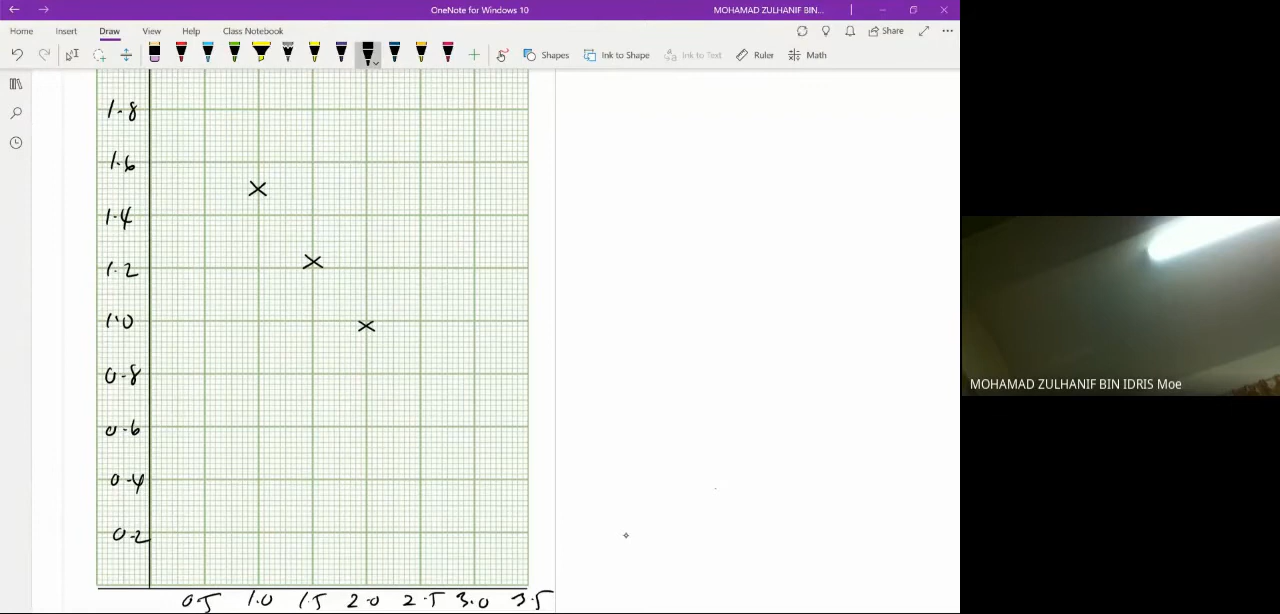 OneNote for Windows 10
MOHAMAD ZULHANIF BIN...
Home Insert Draw View Help Class Notebook
Share
Shapes Ink to Shape Ink to Text Ruler Math
1.8
1.6
1.4
1.2
1.0
0.8
0.6
0.4
0.2
0.5 1.0 1.5 2.0 2.5 3.0 3.5
MOHAMAD ZULHANIF BIN IDRIS Moe